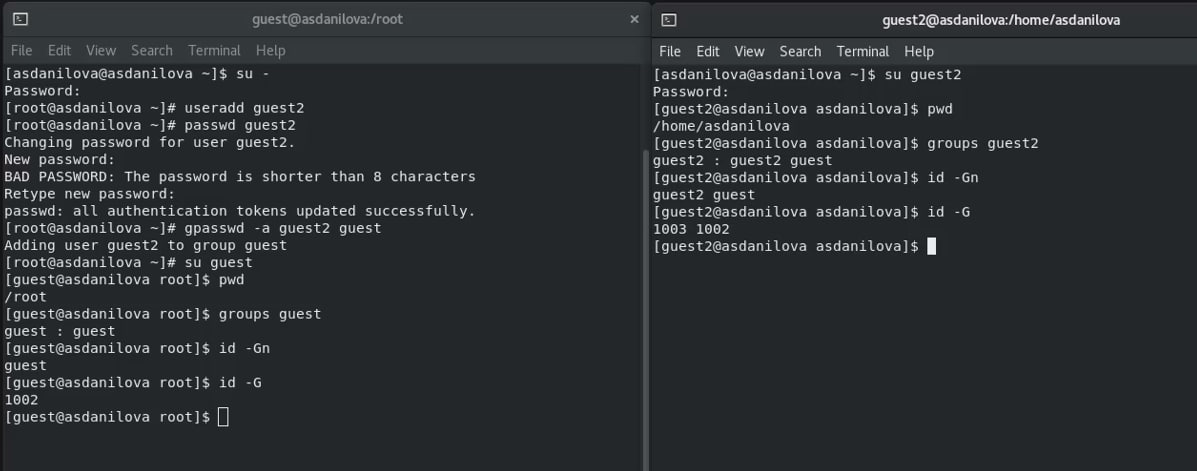 guest@asdanilova:/root
File Edit View Search Terminal Help
[asdanilova@asdanilova ~]$ su -
Password:
[root@asdanilova ~]# useradd guest2
[root@asdanilova ~]# passwd guest2
Changing password for user guest2.
New password:
BAD PASSWORD: The password is shorter than 8 characters
Retype new password:
passwd: all authentication tokens updated successfully.
[root@asdanilova ~]# gpasswd -a guest2 guest
Adding user guest2 to group guest
[root@asdanilova ~]# su guest
[guest@asdanilova root]$ pwd
/root
[guest@asdanilova root]$ groups guest
guest : guest
[guest@asdanilova root]$ id -Gn
guest
[guest@asdanilova root]$ id -G
1002
[guest@asdanilova root]$
guest2@asdanilova:/home/asdanilova
File Edit View Search Terminal Help
[asdanilova@asdanilova ~]$ su guest2
Password:
[guest2@asdanilova asdanilova]$ pwd
/home/asdanilova
[guest2@asdanilova asdanilova]$ groups guest2
guest2 : guest2 guest
[guest2@asdanilova asdanilova]$ id -Gn
guest2 guest
[guest2@asdanilova asdanilova]$ id -G
1003 1002
[guest2@asdanilova asdanilova]$